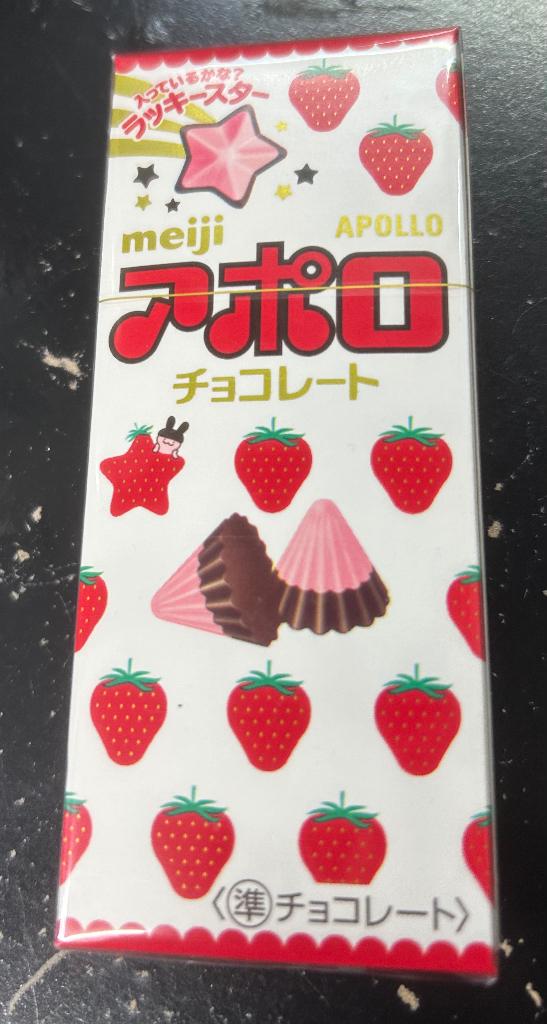 入っているかな?
ラッキースター
meiji
APOLLO
アポロ
チョコレート
〈準チョコレート〉